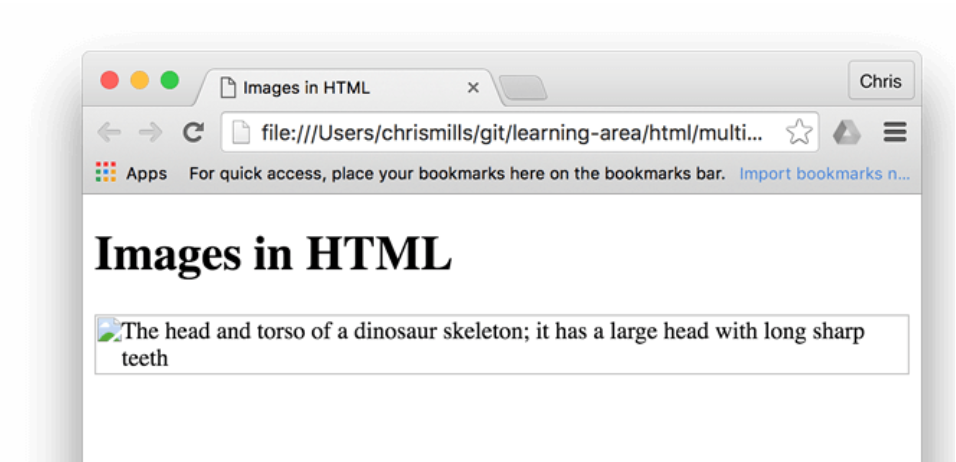 Images in HTML
Chris
file:///Users/chrismills/git/learning-area/html/multi...
Apps For quick access, place your bookmarks here on the bookmarks bar. Import bookmarks n...
Images in HTML
The head and torso of a dinosaur skeleton; it has a large head with long sharp
teeth